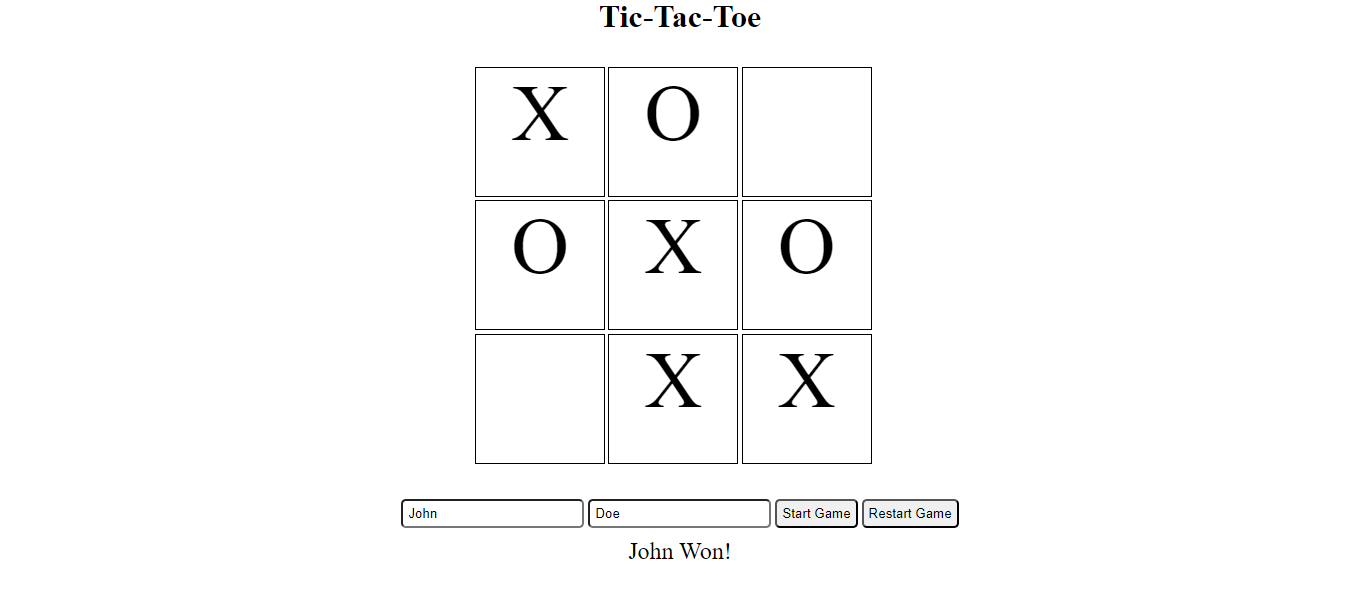 Tic-Tac-Toe
X O
O X O
X X
John Doe Start Game Restart Game
John Won!